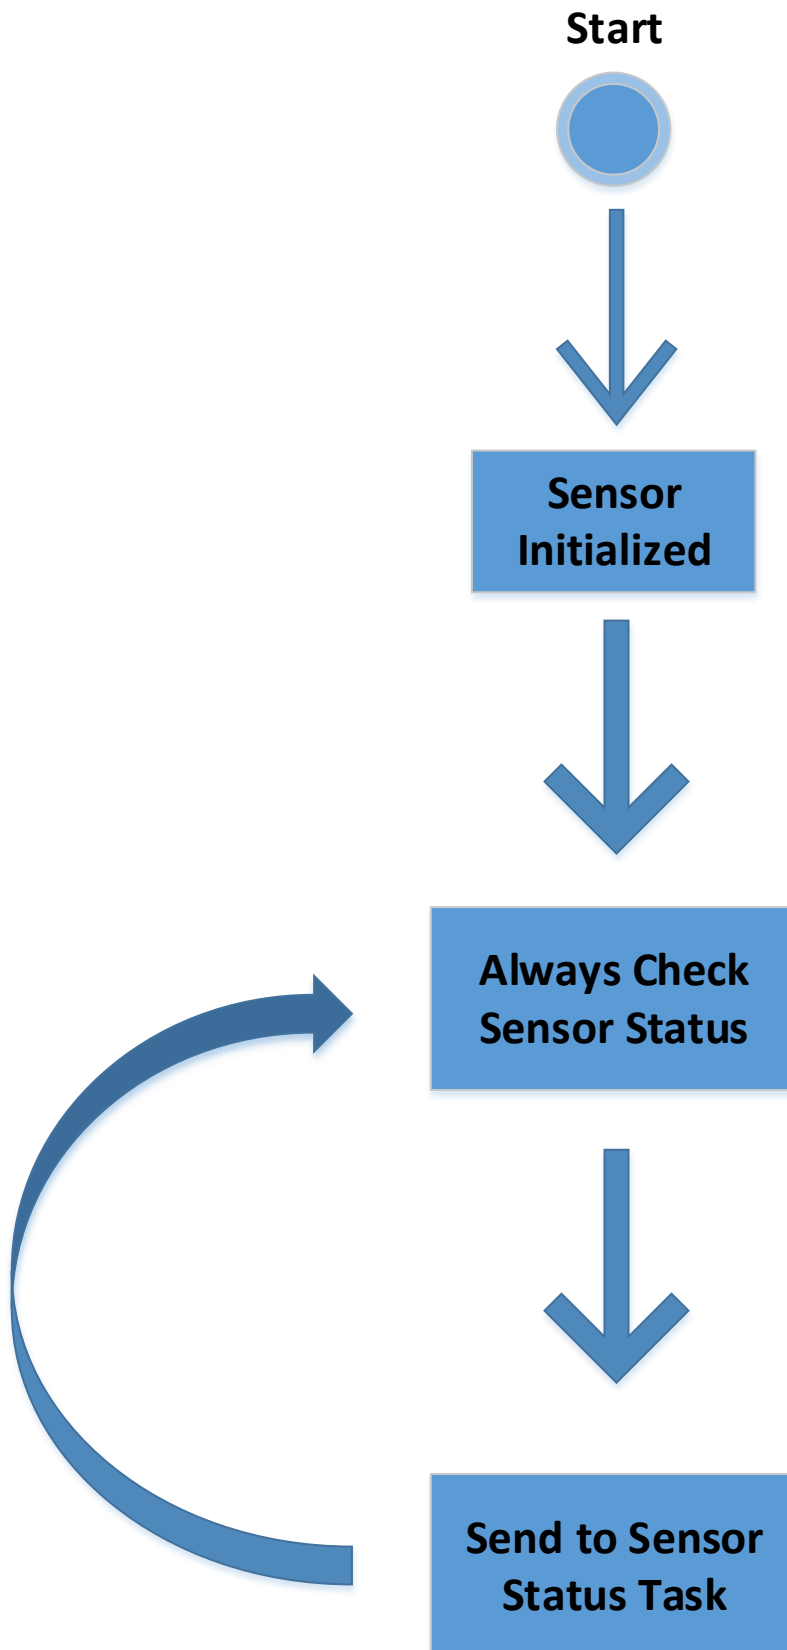 Start
Sensor
Initialized
Always Check
Sensor Status
Send to Sensor
Status Task